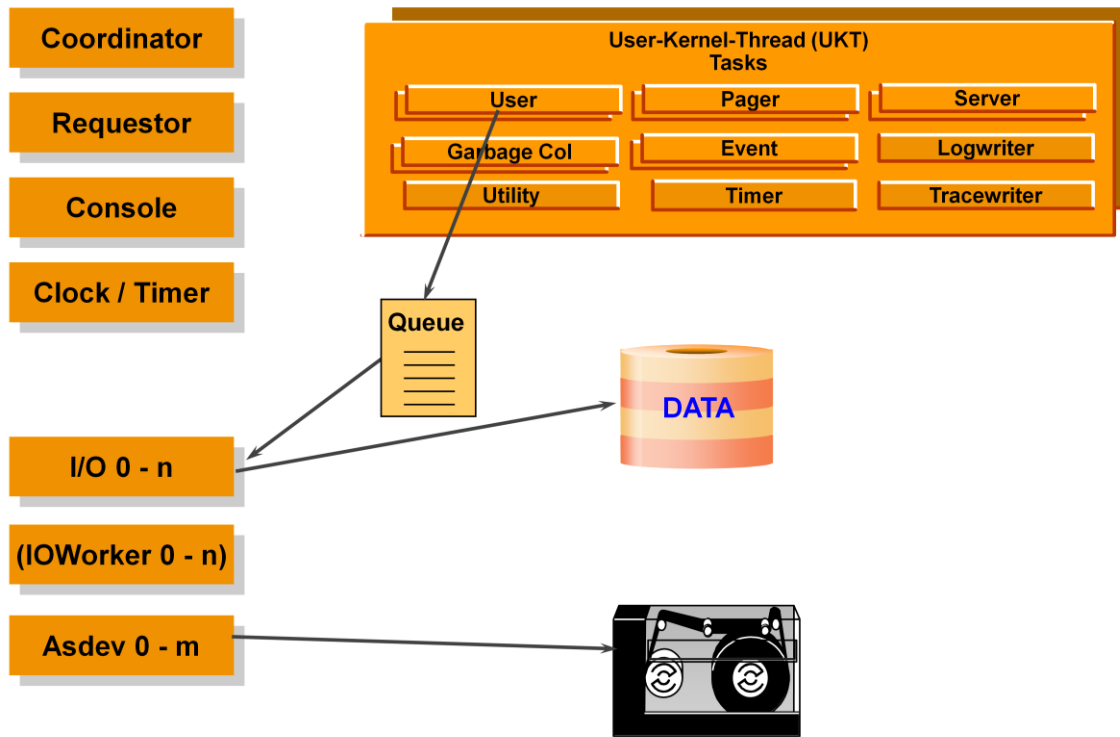 Coordinator
Requestor
Console
Clock / Timer
I/O 0 - n
(IOWorker 0 - n)
Asdev 0 - m
User-Kernel-Thread (UKT)
Tasks
User
Pager
Server
Garbage Col
Event
Logwriter
Utility
Timer
Tracewriter
Queue
DATA